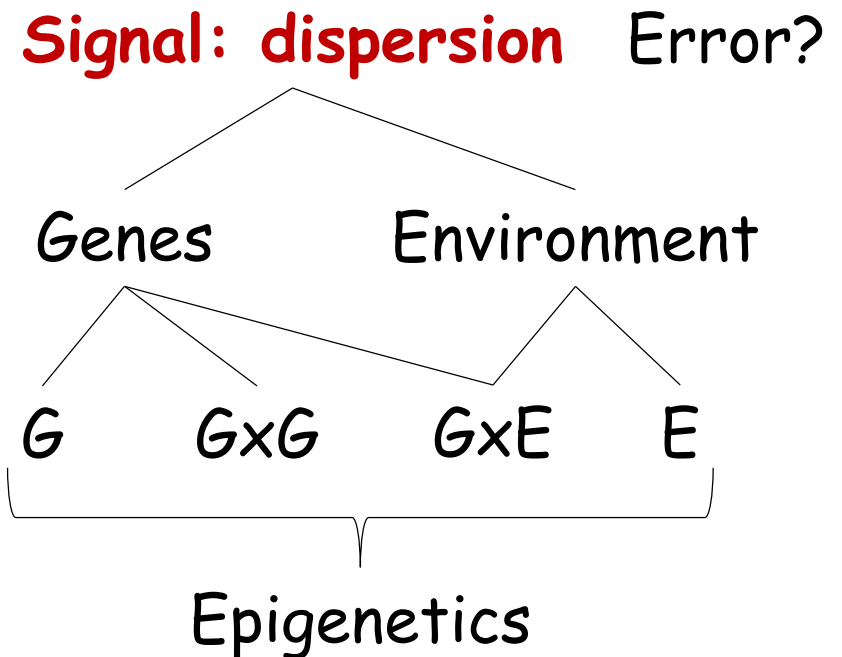 Signal: dispersion Error?
Genes Environment
G GxG GxE E
Epigenetics